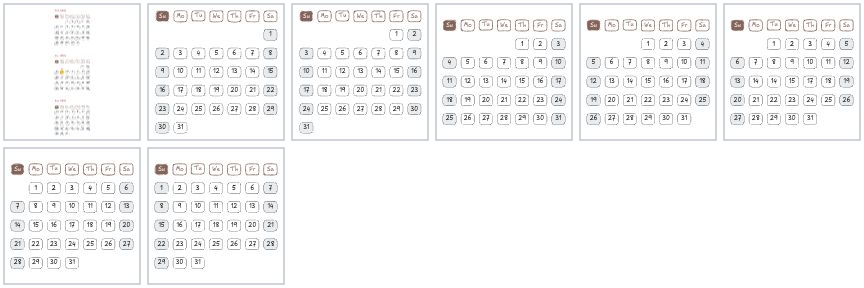 Su Mo Tu We Th Fr Sa
1
2 3 4 5 6 7 8
9 10 11 12 13 14 15
16 17 18 19 20 21 22
23 24 25 26 27 28 29
30 31
Su Mo Tu We Th Fr Sa
1 2
3 4 5 6 7 8 9
10 11 12 13 14 15 16
17 18 19 20 21 22 23
24 25 26 27 28 29 30
31
Su Mo Tu We Th Fr Sa
1 2 3
4 5 6 7 8 9 10
11 12 13 14 15 16 17
18 19 20 21 22 23 24
25 26 27 28 29 30 31
Su Mo Tu We Th Fr Sa
1 2 3 4
5 6 7 8 9 10 11
12 13 14 15 16 17 18
19 20 21 22 23 24 25
26 27 28 29 30 31
Su Mo Tu We Th Fr Sa
1 2 3 4 5
6 7 8 9 10 11 12
13 14 15 16 17 18 19
20 21 22 23 24 25 26
27 28 29 30 31
Su Mo Tu We Th Fr Sa
1 2 3 4 5 6
7 8 9 10 11 12 13
14 15 16 17 18 19 20
21 22 23 24 25 26 27
28 29 30 31
Su Mo Tu We Th Fr Sa
1 2 3 4 5 6 7
8 9 10 11 12 13 14
15 16 17 18 19 20 21
22 23 24 25 26 27 28
29 30 31